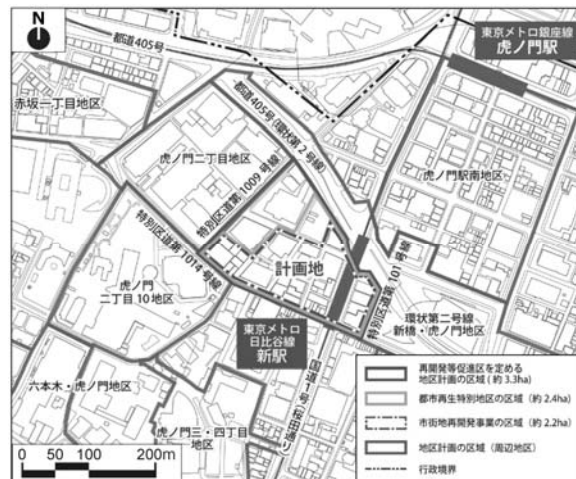 N
都道405号
東京メトロ銀座線
虎ノ門駅
赤坂一丁目地区
都道405号(環状第2号線)
虎ノ門二丁目地区
特別区道第1009号線
虎ノ門駅南地区
特別区道第1014号線
計画地
虎ノ門
二丁目10地区
特別区道第101号線
東京メトロ
日比谷線
新駅
環状第二号線
新橋・虎ノ門地区
国道1号(桜田通り)
六本木・虎ノ門地区
虎ノ門三・四丁目
地区
0 50 100 200m
再開発等促進区を定める
地区計画の区域(約3.3ha)
都市再生特別地区の区域(約2.4ha)
市街地再開発事業の区域(約2.2ha)
地区計画の区域(周辺地区)
行政境界